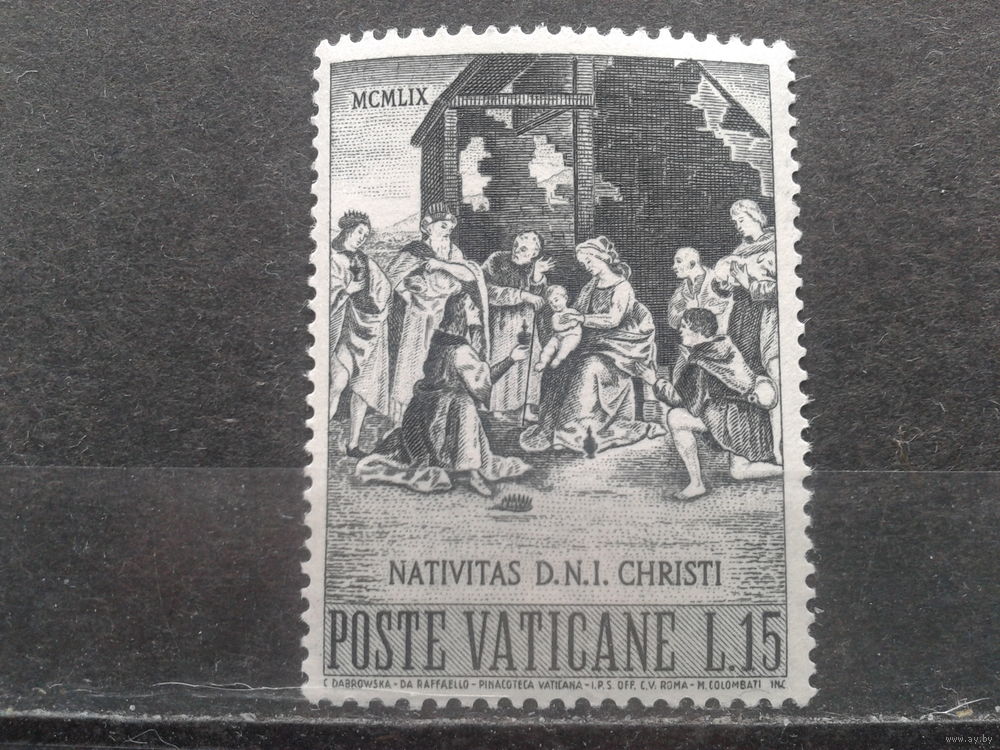 MCMLIX
NATIVITAS D.N.I. CHRISTI
POSTE VATICANE L.15
C DABROWSKA - DA RAFFAELLO - PINACOTECA VATICANA - I.P.S. OFF. C.V. ROMA - M. COLOMBATI INC
www.ay.by